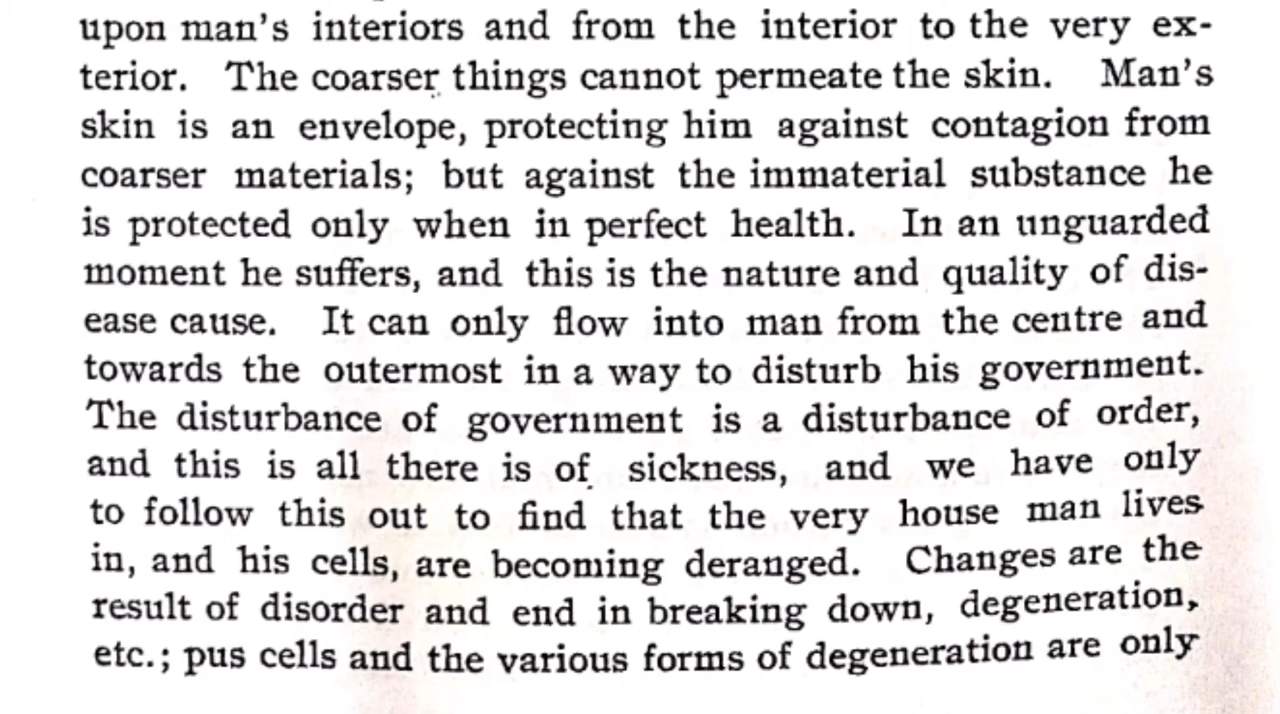 upon man's interiors and from the interior to the very ex-
terior. The coarser things cannot permeate the skin. Man's
skin is an envelope, protecting him against contagion from
coarser materials; but against the immaterial substance he
is protected only when in perfect health. In an unguarded
moment he suffers, and this is the nature and quality of dis-
ease cause. It can only flow into man from the centre and
towards the outermost in a way to disturb his government.
The disturbance of government is a disturbance of order,
and this is all there is of sickness, and we have only
to follow this out to find that the very house man lives
in, and his cells, are becoming deranged. Changes are the
result of disorder and end in breaking down, degeneration,
etc.; pus cells and the various forms of degeneration are only